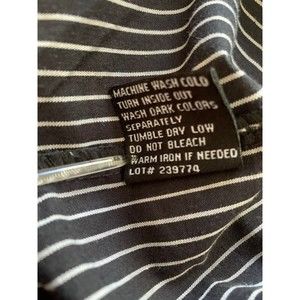 MACHINE WASH COLD
TURN INSIDE OUT
WASH DARK COLORS
SEPARATELY
TUMBLE DRY LOW
DO NOT BLEACH
WARM IRON IF NEEDED
LOT# 23977Q